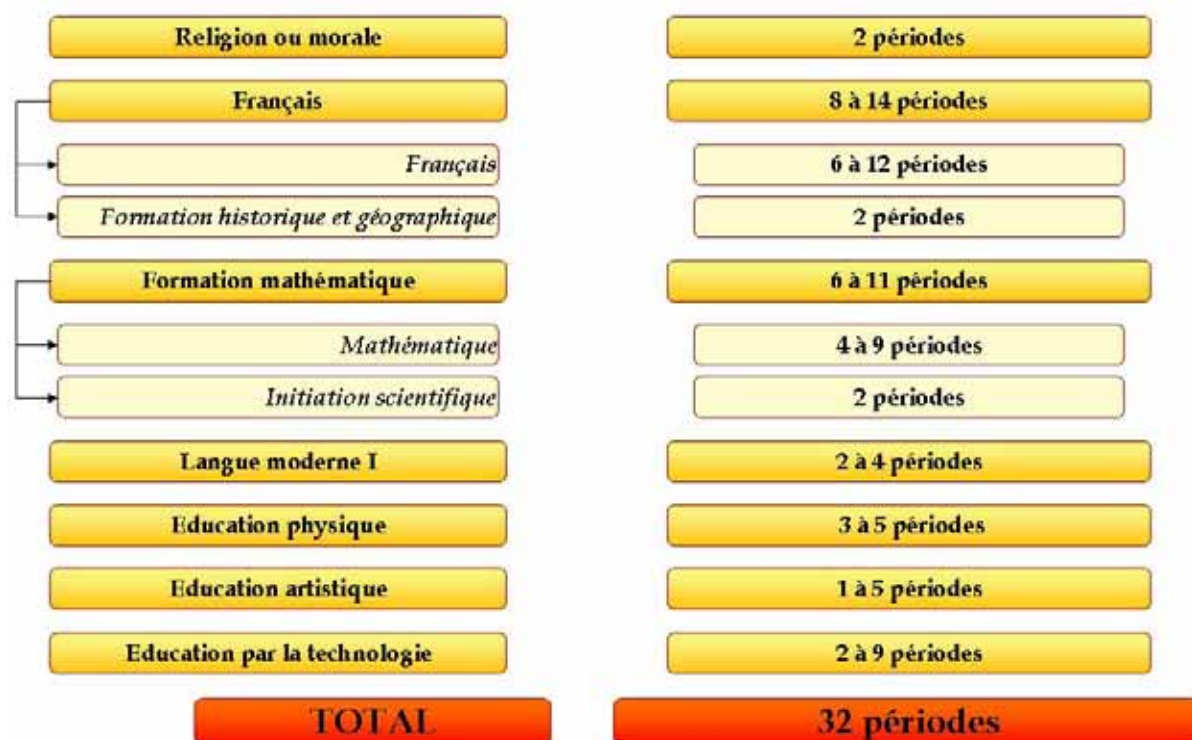 Religion ou morale 2 périodes
Français 8 à 14 périodes
Français 6 à 12 périodes
Formation historique et géographique 2 périodes
Formation mathématique 6 à 11 périodes
Mathématique 4 à 9 périodes
Initiation scientifique 2 périodes
Langue moderne I 2 à 4 périodes
Education physique 3 à 5 périodes
Education artistique 1 à 5 périodes
Education par la technologie 2 à 9 périodes
TOTAL 32 périodes